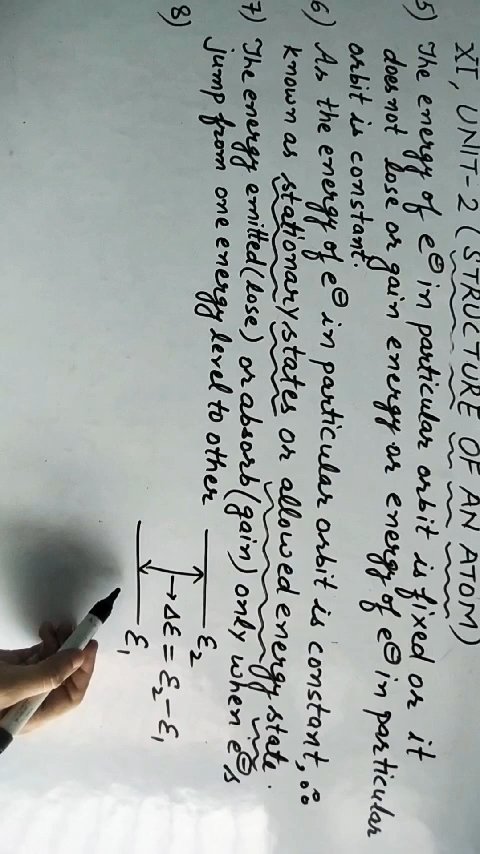 XI, UNIT-2 (STRUCTURE OF AN ATOM)
5) The energy of e⊖ in particular orbit is fixed or it
does not lose or gain energy or energy of e⊖ in particular
orbit is constant.
6) As the energy of e⊖ in particular orbit is constant, ∴
known as stationary states or allowed energy state.
7) The energy emitted (lose) or absorb (gain) only when e⊖s
jump from one energy level to other
8)
E2
→ ΔE = E2 - E1
E1